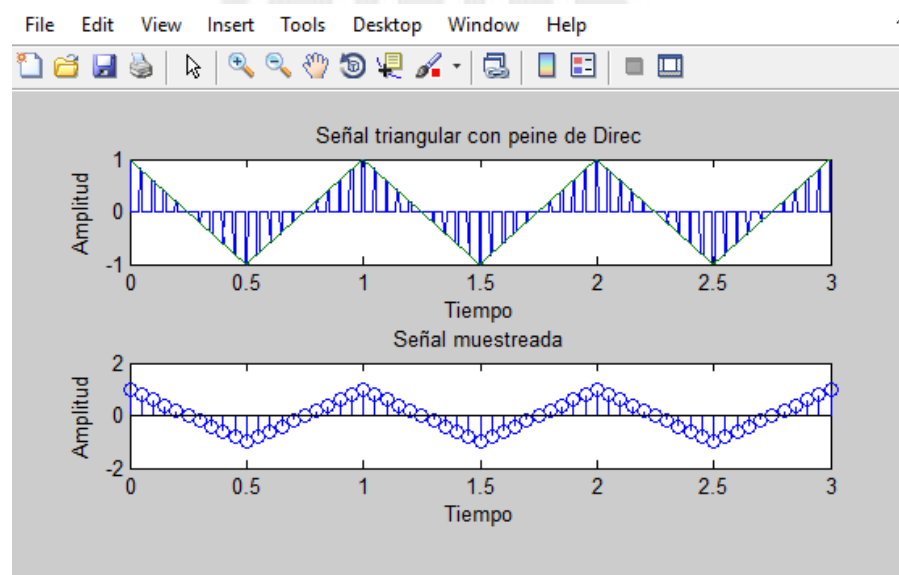 File Edit View Insert Tools Desktop Window Help
Señal triangular con peine de Direc
Amplitud
1
0
-1
0 0.5 1 1.5 2 2.5 3
Tiempo
Señal muestreada
Amplitud
2
0
-2
0 0.5 1 1.5 2 2.5 3
Tiempo